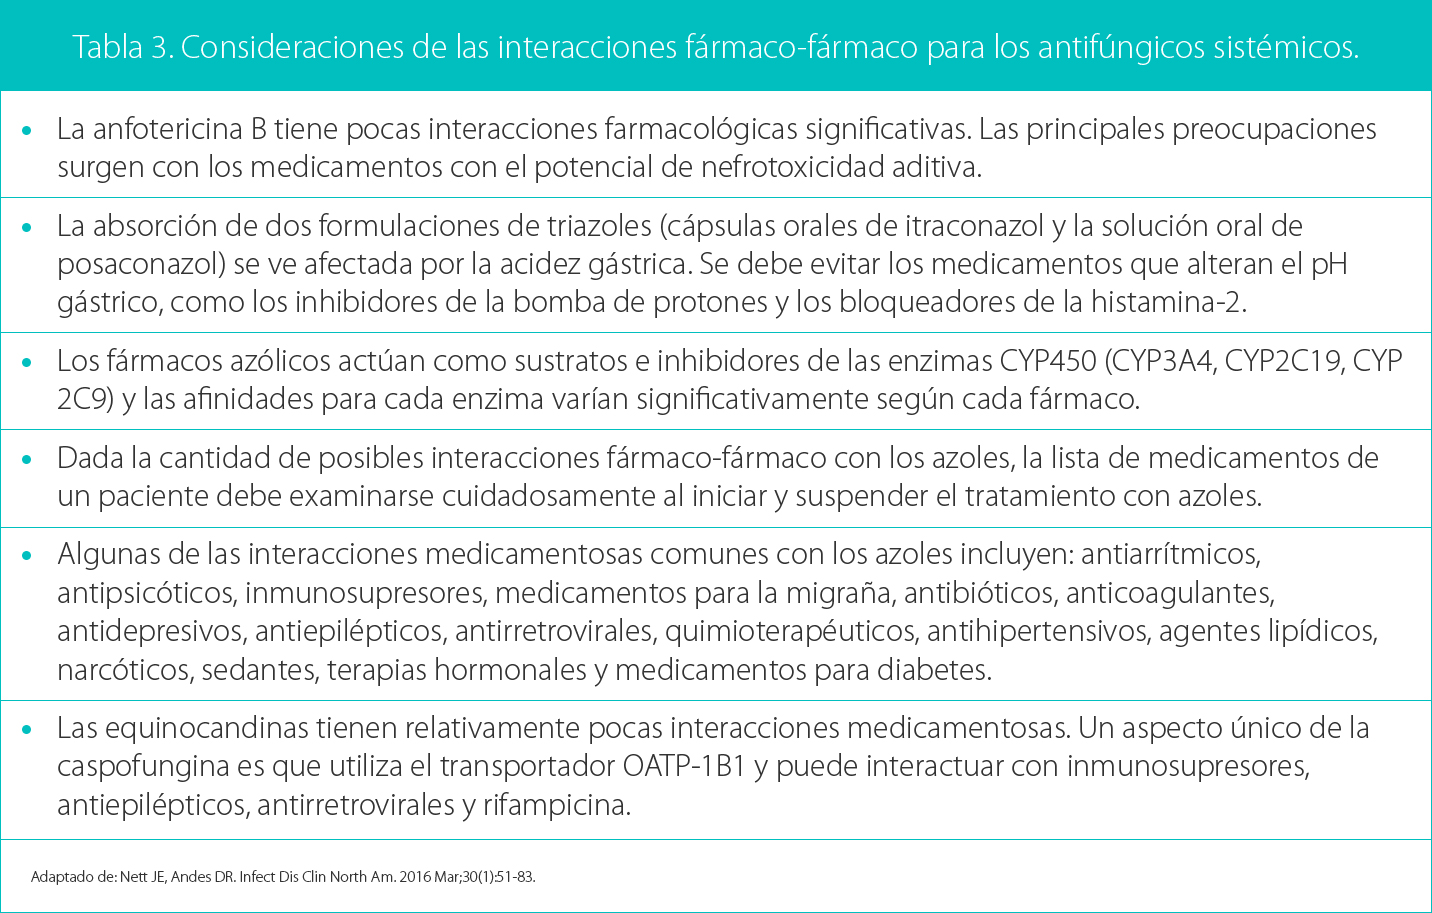 Tabla 3. Consideraciones de las interacciones fármaco-fármaco para los antifúngicos sistémicos.
• La anfotericina B tiene pocas interacciones farmacológicas significativas. Las principales preocupaciones
surgen con los medicamentos con el potencial de nefrotoxicidad aditiva.
• La absorción de dos formulaciones de triazoles (cápsulas orales de itraconazol y la solución oral de
posaconazol) se ve afectada por la acidez gástrica. Se debe evitar los medicamentos que alteran el pH
gástrico, como los inhibidores de la bomba de protones y los bloqueadores de la histamina-2.
• Los fármacos azólicos actúan como sustratos e inhibidores de las enzimas CYP450 (CYP3A4, CYP2C19, CYP
2C9) y las afinidades para cada enzima varían significativamente según cada fármaco.
• Dada la cantidad de posibles interacciones fármaco-fármaco con los azoles, la lista de medicamentos de
un paciente debe examinarse cuidadosamente al iniciar y suspender el tratamiento con azoles.
• Algunas de las interacciones medicamentosas comunes con los azoles incluyen: antiarrítmicos,
antipsicóticos, inmunosupresores, medicamentos para la migraña, antibióticos, anticoagulantes,
antidepresivos, antiepilépticos, antirretrovirales, quimioterapéuticos, antihipertensivos, agentes lipídicos,
narcóticos, sedantes, terapias hormonales y medicamentos para diabetes.
• Las equinocandinas tienen relativamente pocas interacciones medicamentosas. Un aspecto único de la
caspofungina es que utiliza el transportador OATP-1B1 y puede interactuar con inmunosupresores,
antiepilépticos, antirretrovirales y rifampicina.
Adaptado de: Nett JE, Andes DR. Infect Dis Clin North Am. 2016 Mar;30(1):51-83.